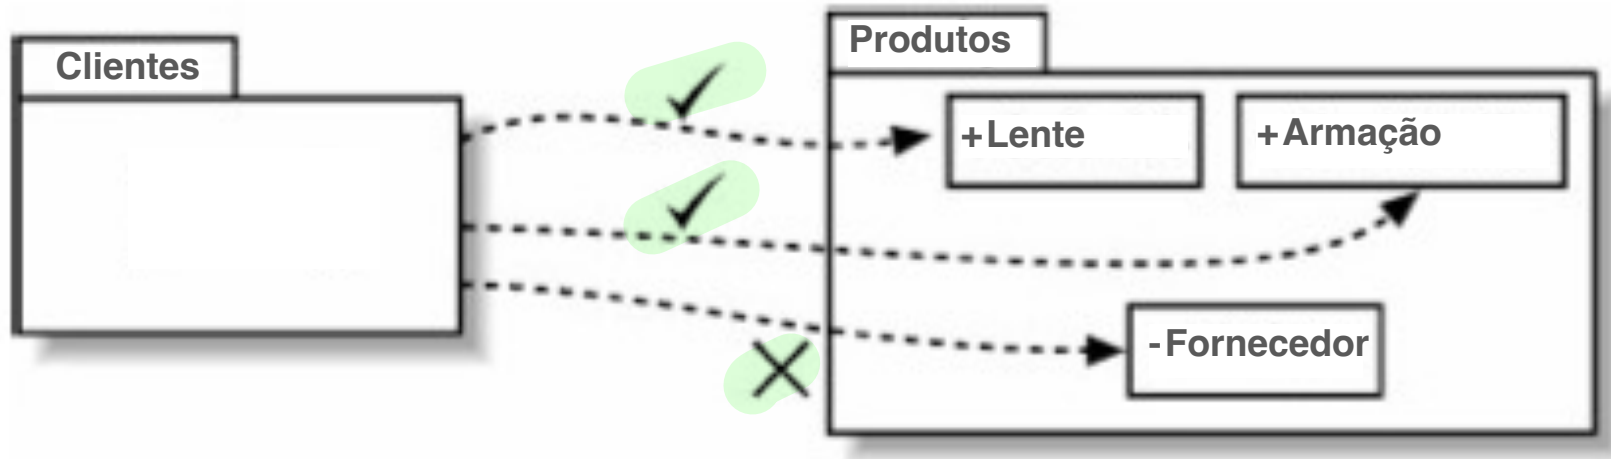 Clientes
Produtos
+Lente
+Armação
-Fornecedor